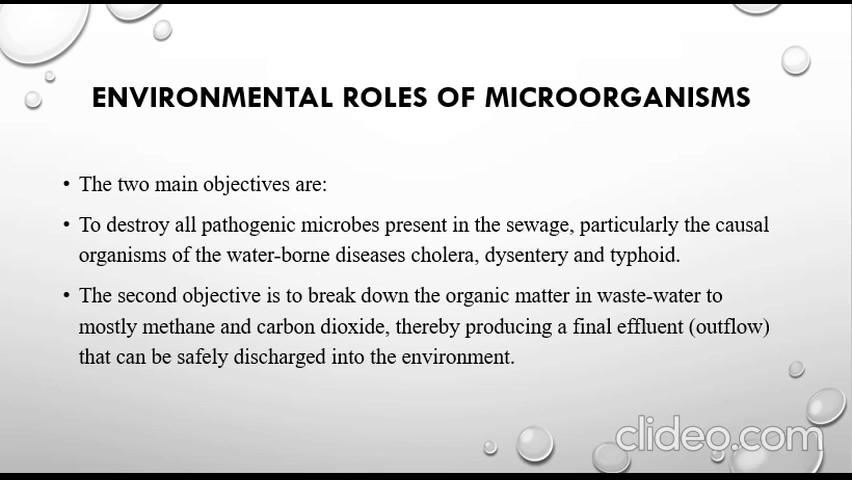 ENVIRONMENTAL ROLES OF MICROORGANISMS
• The two main objectives are:
• To destroy all pathogenic microbes present in the sewage, particularly the causal
organisms of the water-borne diseases cholera, dysentery and typhoid.
• The second objective is to break down the organic matter in waste-water to
mostly methane and carbon dioxide, thereby producing a final effluent (outflow)
that can be safely discharged into the environment.
clideo.com